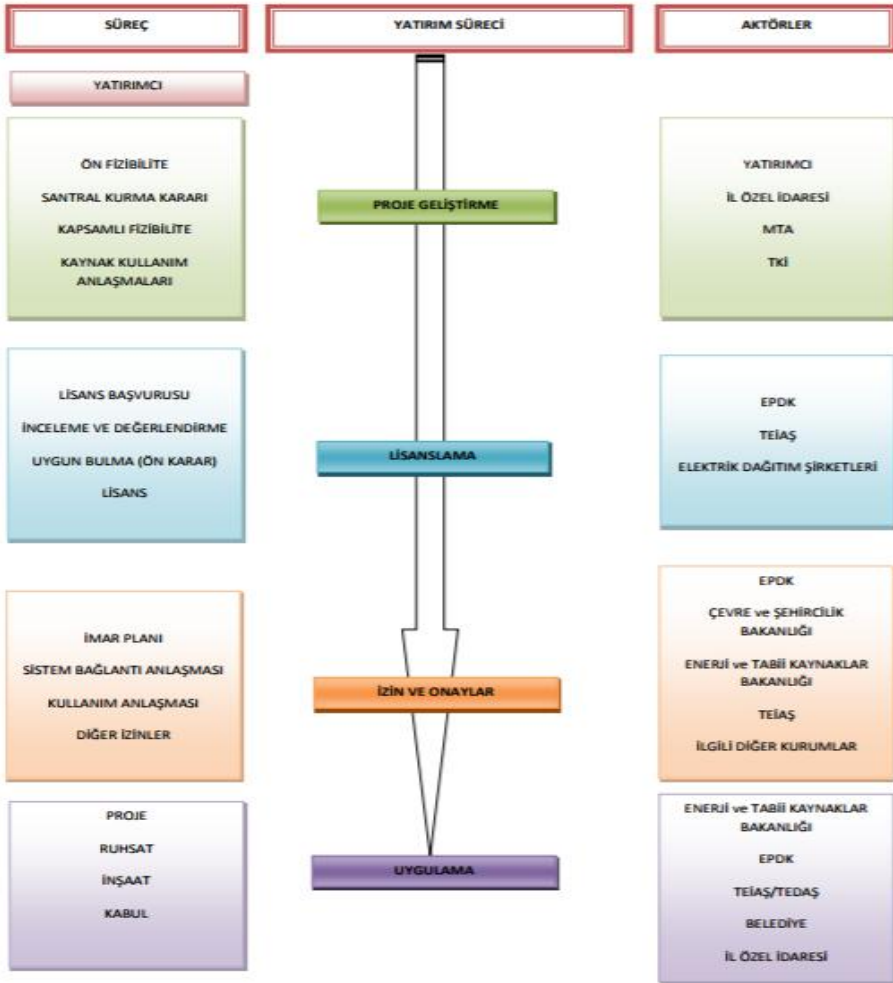 SÜREÇ
YATIRIM SÜRECİ
AKTÖRLER
YATIRIMCI
ÖN FİZİBİLİTE
SANTRAL KURMA KARARI
KAPSAMLI FİZİBİLİTE
KAYNAK KULLANIM
ANLAŞMALARI
PROJE GELİŞTİRME
YATIRIMCI
İL ÖZEL İDARESİ
MTA
TKİ
LİSANS BAŞVURUSU
İNCELEME VE DEĞERLENDİRME
UYGUN BULMA (ÖN KARAR)
LİSANS
LİSANSLAMA
EPDK
TEİAŞ
ELEKTRİK DAĞITIM ŞİRKETLERİ
İMAR PLANI
SİSTEM BAĞLANTI ANLAŞMASI
KULLANIM ANLAŞMASI
DİĞER İZİNLER
İZİN VE ONAYLAR
EPDK
ÇEVRE ve ŞEHİRCİLİK
BAKANLIĞI
ENERJİ ve TABİİ KAYNAKLAR
BAKANLIĞI
TEİAŞ
İLGİLİ DİĞER KURUMLAR
PROJE
RUHSAT
İNŞAAT
KABUL
UYGULAMA
ENERJİ ve TABİİ KAYNAKLAR
BAKANLIĞI
EPDK
TEİAŞ/TEDAŞ
BELEDİYE
İL ÖZEL İDARESİ